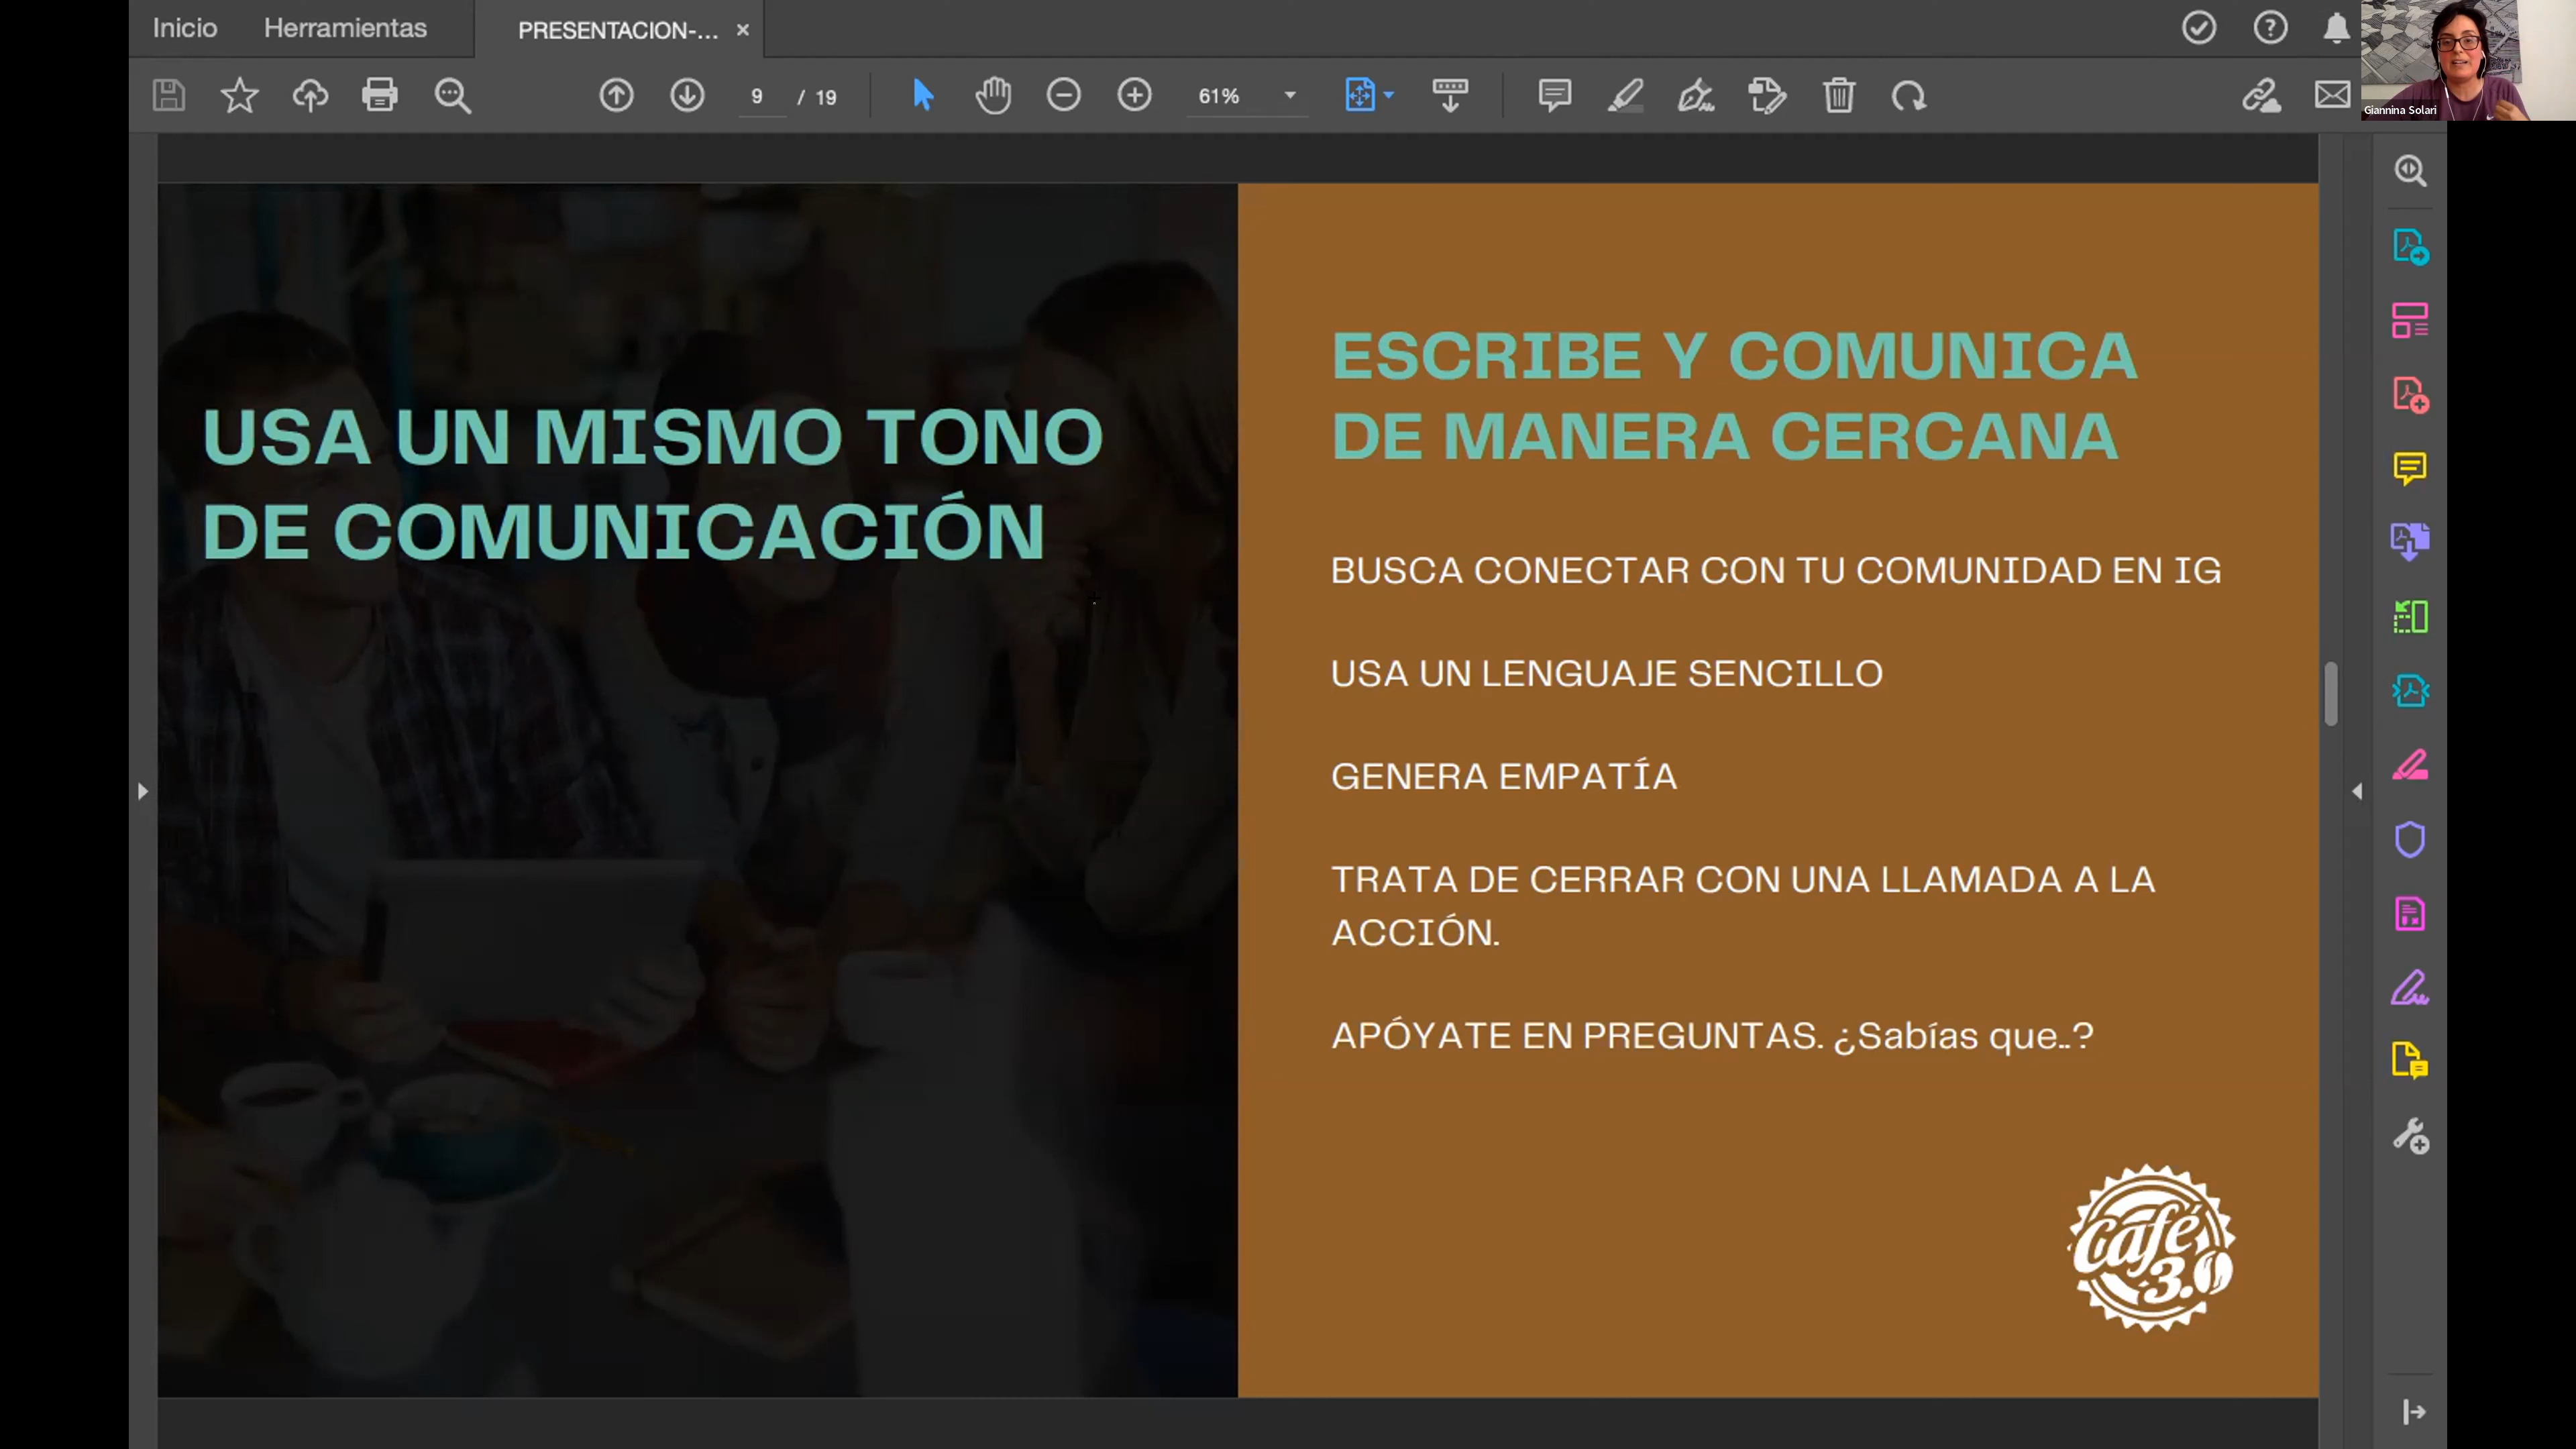 Inicio
Herramientas
PRESENTACION-...
9 / 19
61%
Giannina Solari
USA UN MISMO TONO
DE COMUNICACIÓN
ESCRIBE Y COMUNICA
DE MANERA CERCANA
BUSCA CONECTAR CON TU COMUNIDAD EN IG
USA UN LENGUAJE SENCILLO
GENERA EMPATÍA
TRATA DE CERRAR CON UNA LLAMADA A LA
ACCIÓN.
APÓYATE EN PREGUNTAS. ¿Sabías que..?
Café
3.0